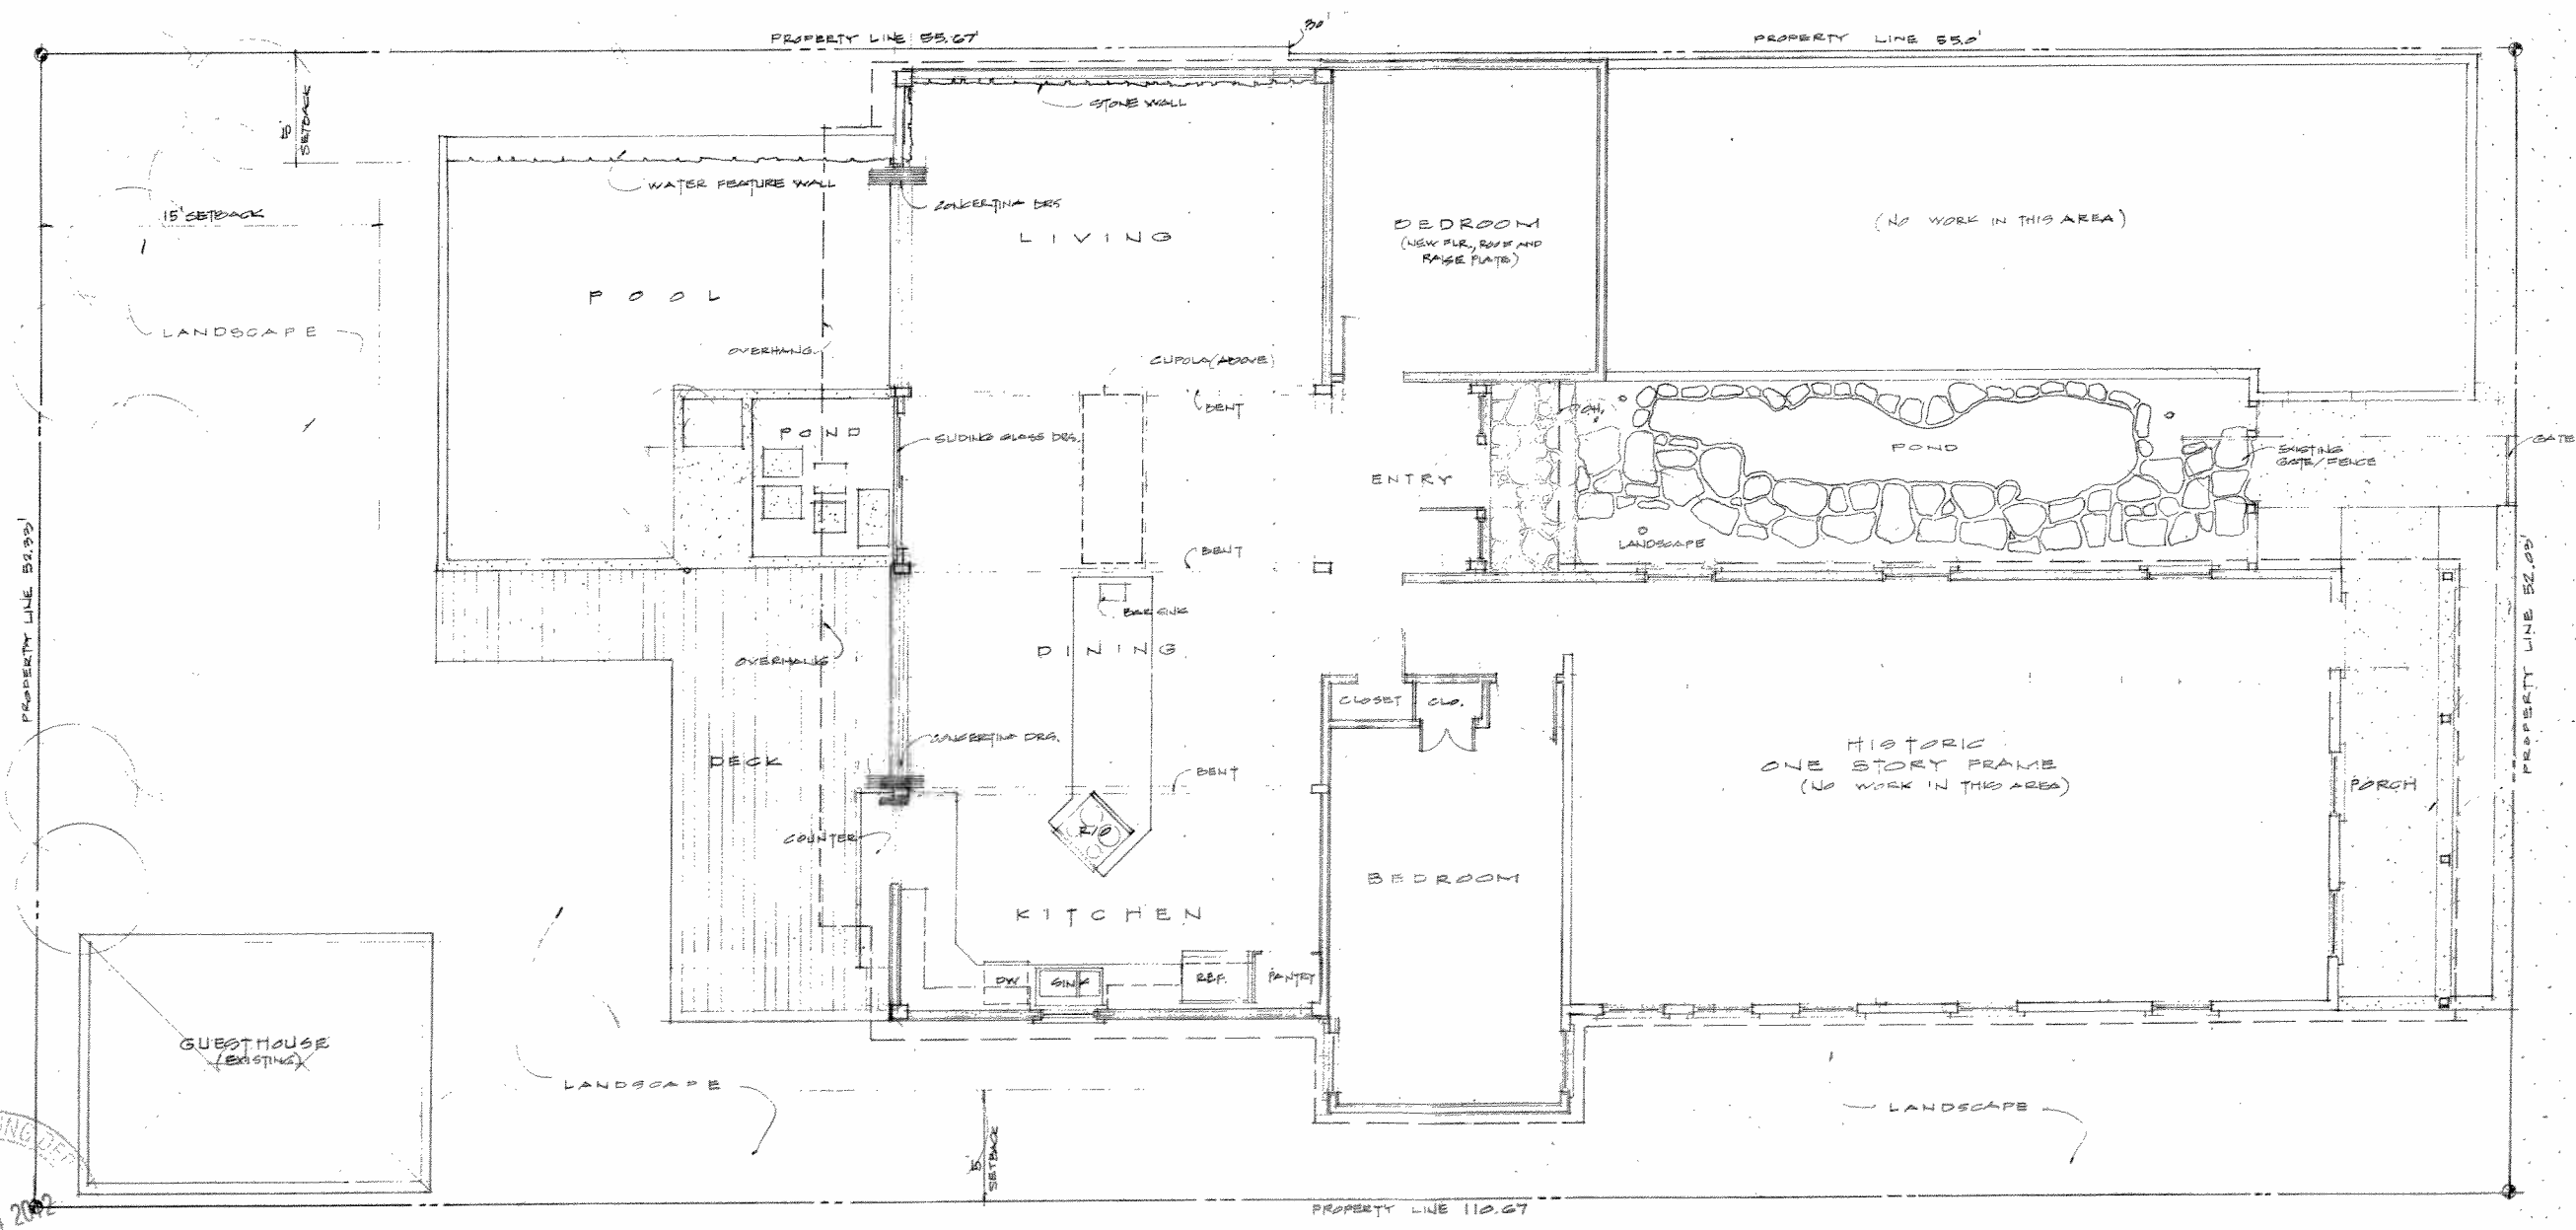 PROPERTY LINE 55.67'
30'
PROPERTY LINE 55.0'
5'
SETBACK
STONE WALL
WATER FEATURE WALL
CONCERTINA DRS
15' SETBACK
LIVING
BEDROOM
(NEW FLR., ROOF AND
RAISE PLATE)
(NO WORK IN THIS AREA)
POOL
LANDSCAPE
OVERHANG
CUPOLA (ABOVE)
BENT
POND
SLIDING GLASS DRS.
O.H.
POND
GATE
EXISTING
GATE/FENCE
ENTRY
PROPERTY LINE 52.33'
BENT
LANDSCAPE
PROPERTY LINE 52.03'
BAR SINK
DINING
OVERHANG
CLOSET
CLO.
CONCERTINA DRS.
DECK
BENT
HISTORIC
ONE STORY FRAME
(NO WORK IN THIS AREA)
PORCH
COUNTER
R/O
BEDROOM
KITCHEN
DW
SINK
REF.
PANTRY
GUESTHOUSE
(EXISTING)
LANDSCAPE
LANDSCAPE
5'
SETBACK
PROPERTY LINE 110.67